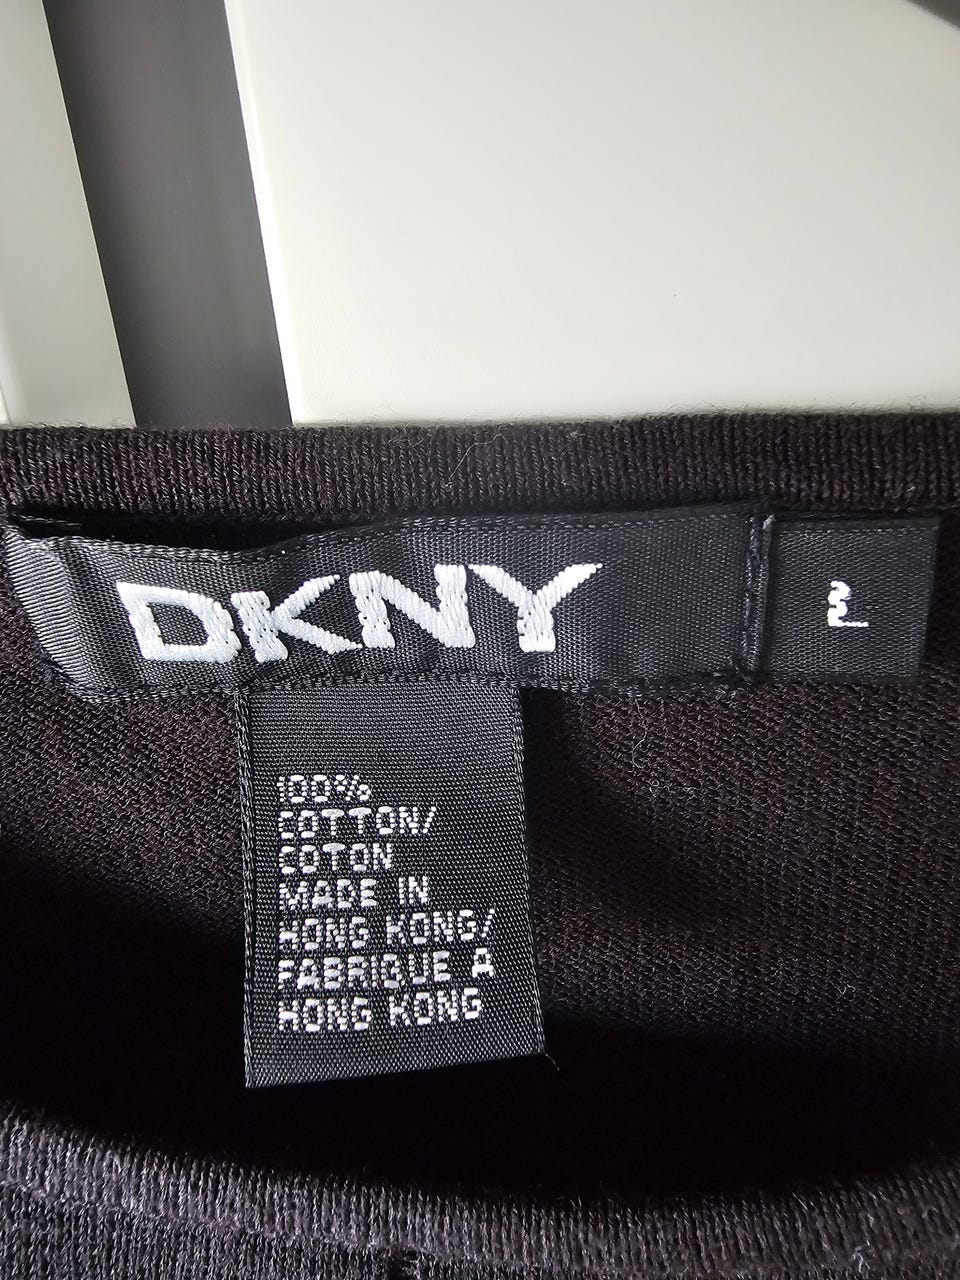 DKNY
L
100%
COTTON/
COTON
MADE IN
HONG KONG/
FABRIQUE A
HONG KONG